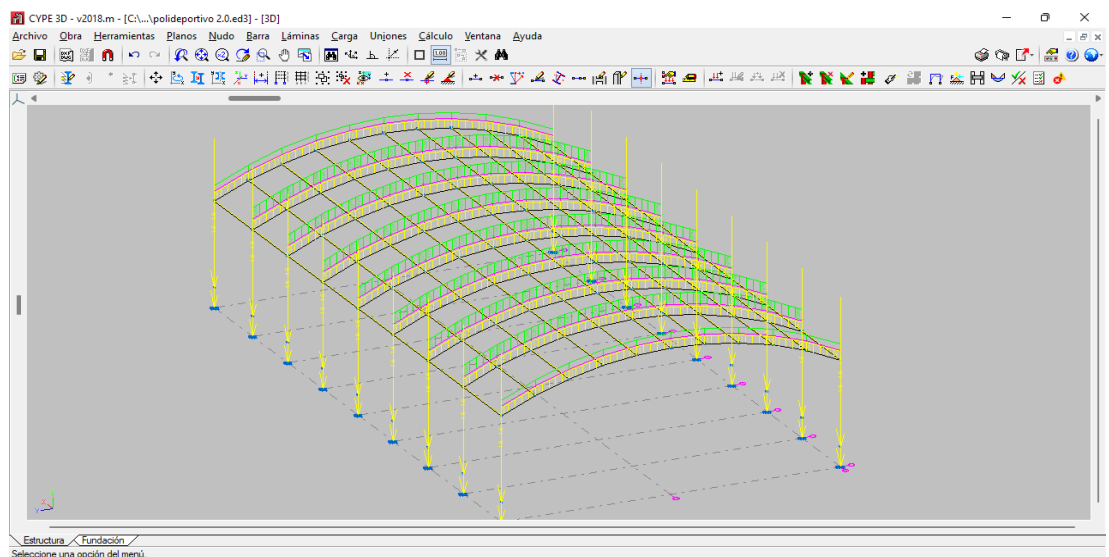 CYPE 3D - v2018.m - [C:\...\polideportivo 2.0.ed3] - [3D]
Archivo Obra Herramientas Planos Nudo Barra Láminas Carga Uniones Cálculo Ventana Ayuda
Estructura Fundación
Seleccione una opción del menú.